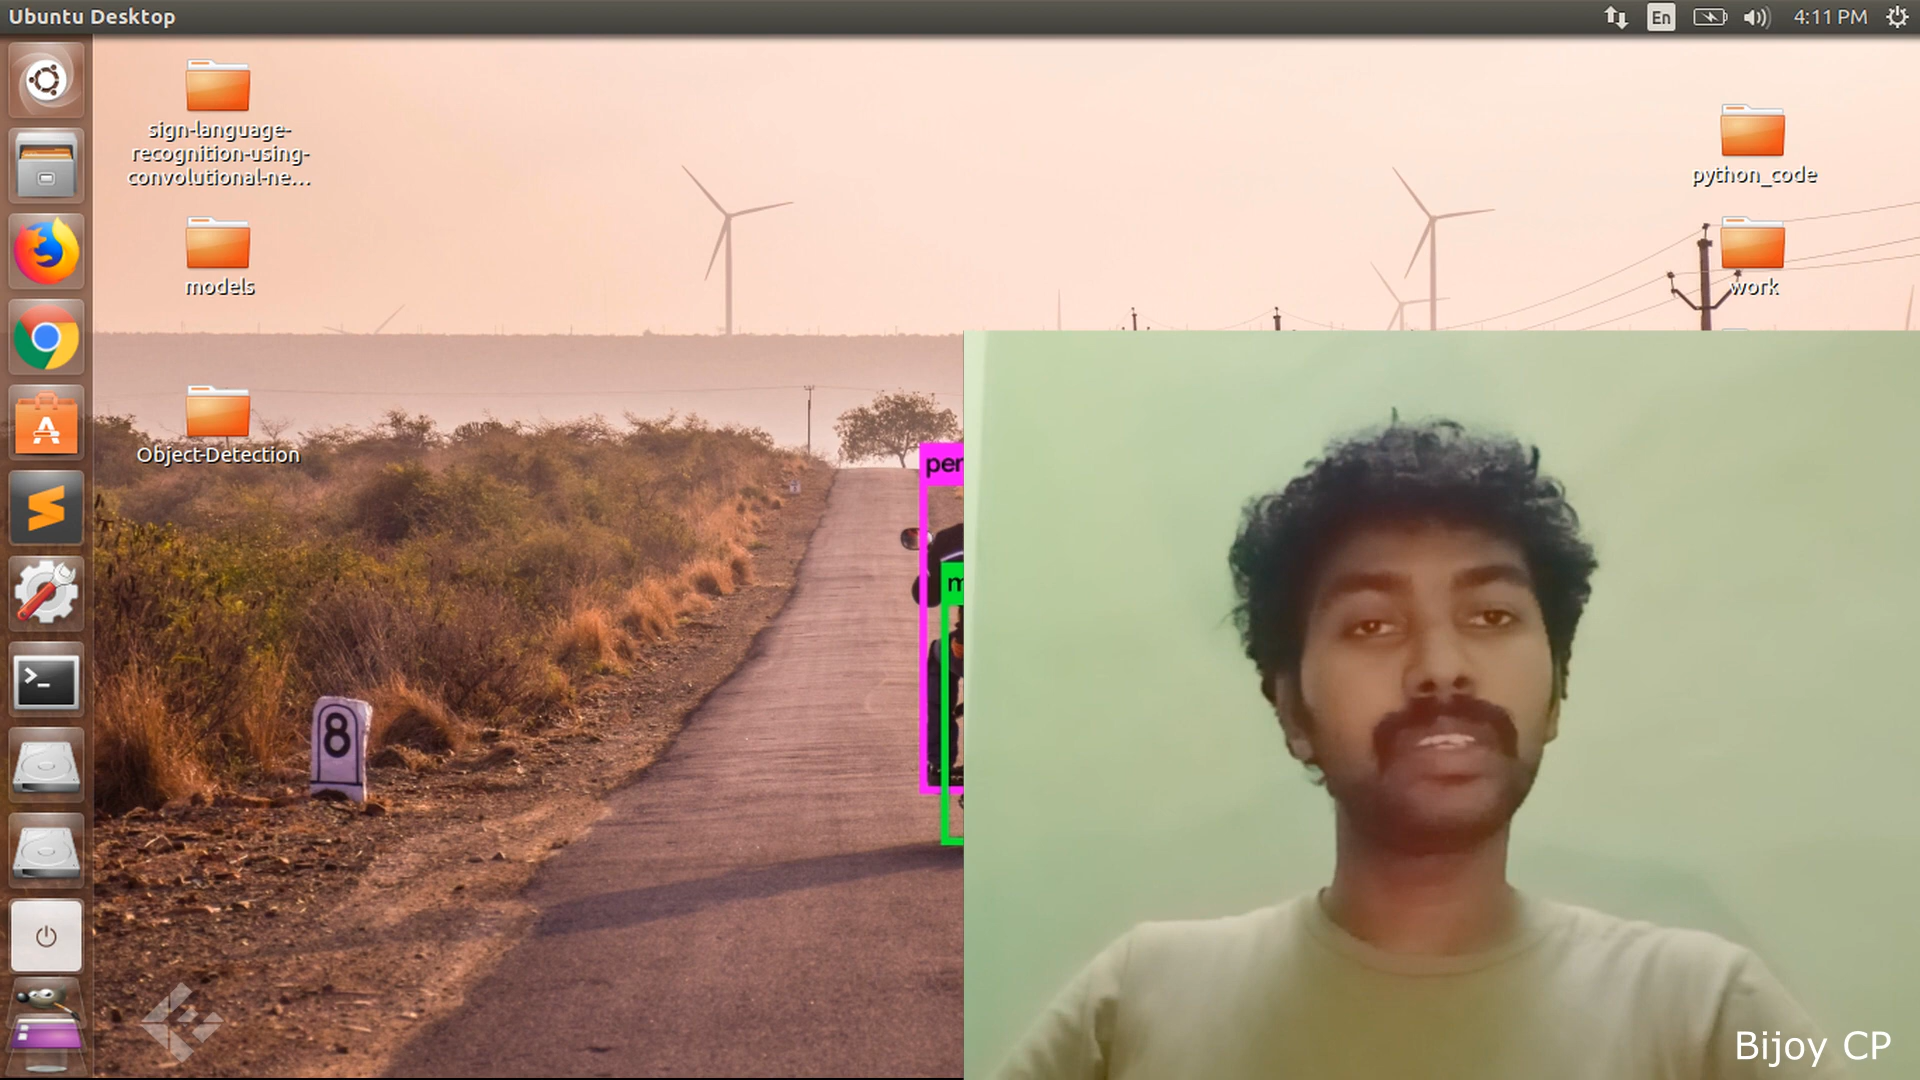 Ubuntu Desktop
En
4:11 PM
sign-language-
recognition-using-
convolutional-ne...
python_code
models
work
Object-Detection
per
m
8
Bijoy CP